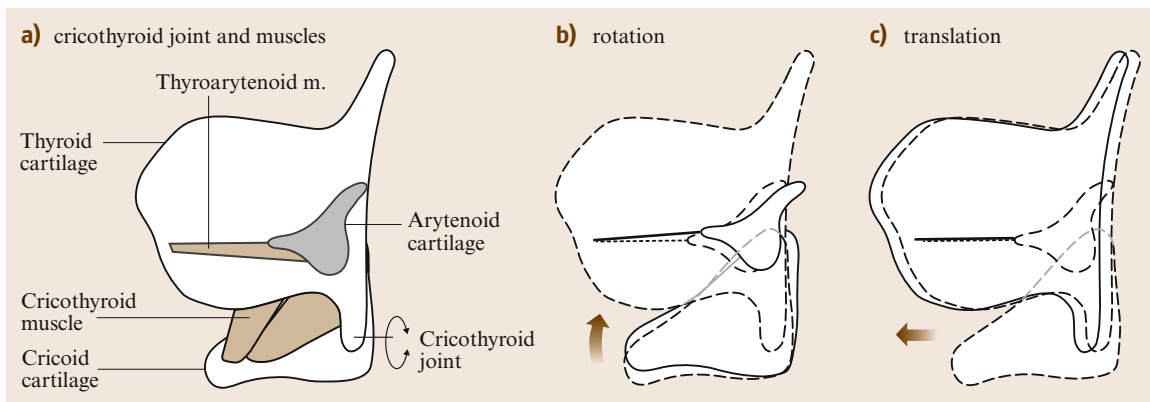 a) cricothyroid joint and muscles
Thyroarytenoid m.
Thyroid
cartilage
Arytenoid
cartilage
Cricothyroid
muscle
Cricoid
cartilage
Cricothyroid
joint
b) rotation
c) translation